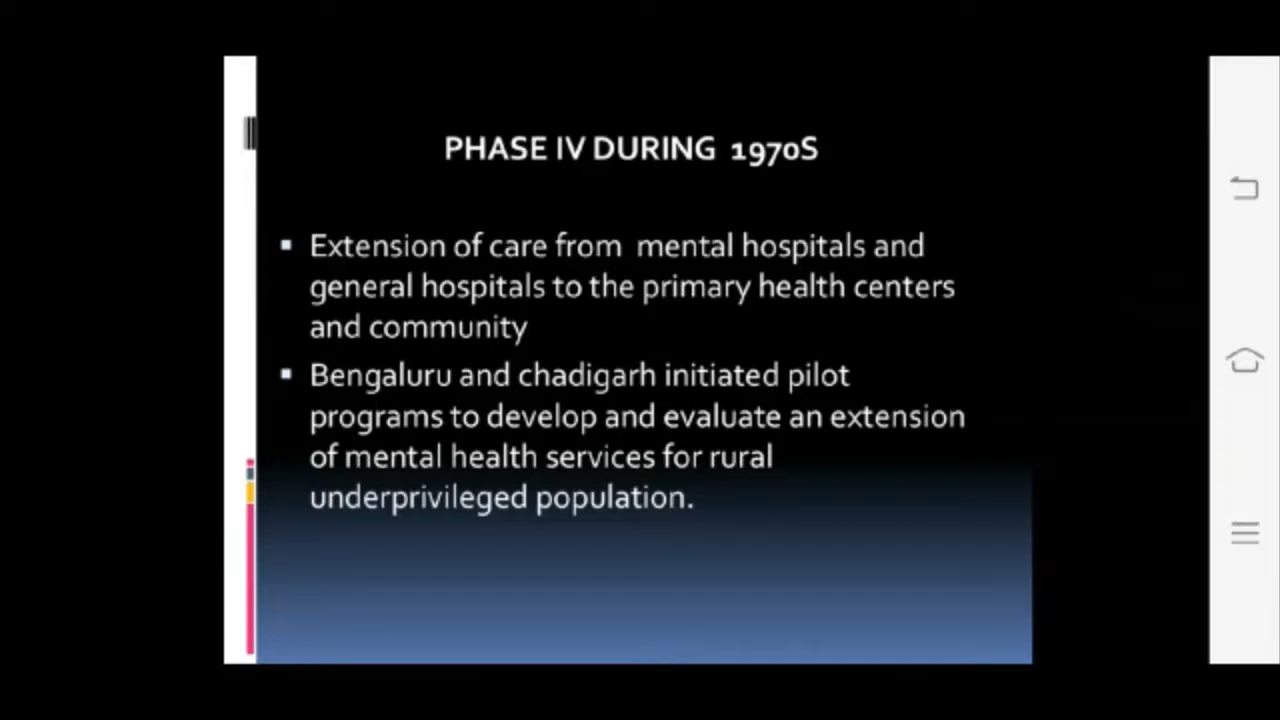 PHASE IV DURING 1970S
Extension of care from mental hospitals and
general hospitals to the primary health centers
and community
Bengaluru and chadigarh initiated pilot
programs to develop and evaluate an extension
of mental health services for rural
underprivileged population.